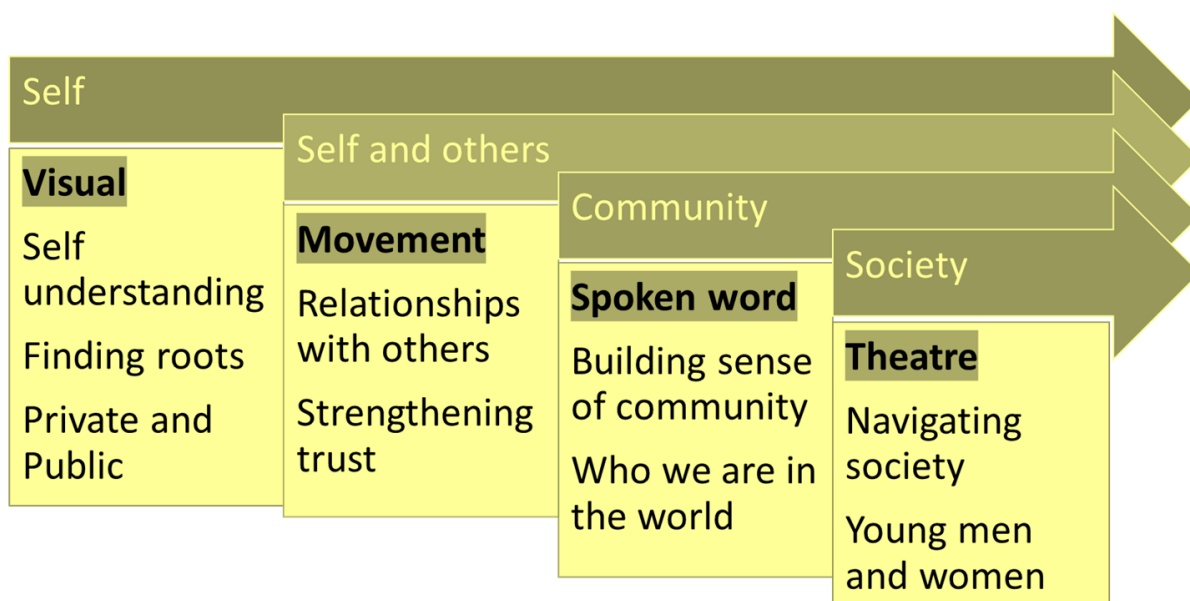 Self
Visual
Self
understanding
Finding roots
Private and
Public
Self and others
Movement
Relationships
with others
Strengthening
trust
Community
Spoken word
Building sense
of community
Who we are in
the world
Society
Theatre
Navigating
society
Young men
and women